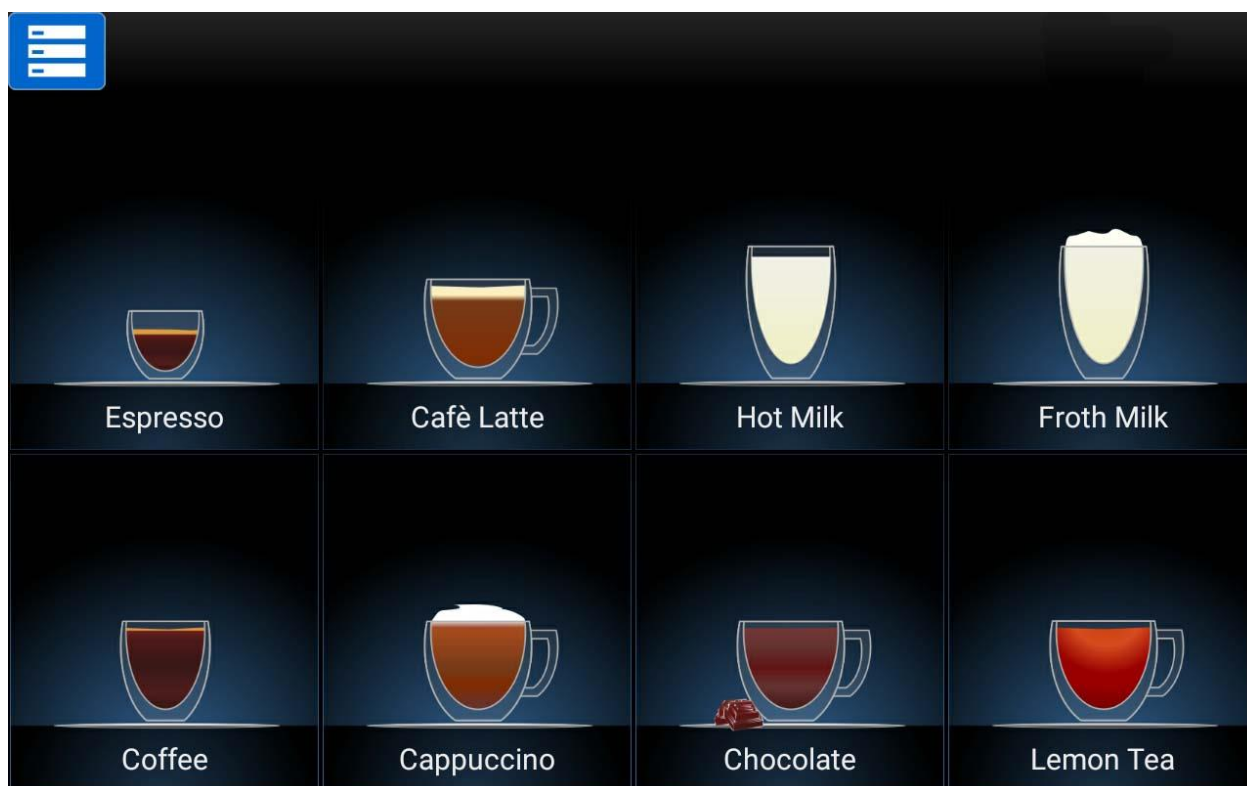 Espresso
Cafè Latte
Hot Milk
Froth Milk
Coffee
Cappuccino
Chocolate
Lemon Tea